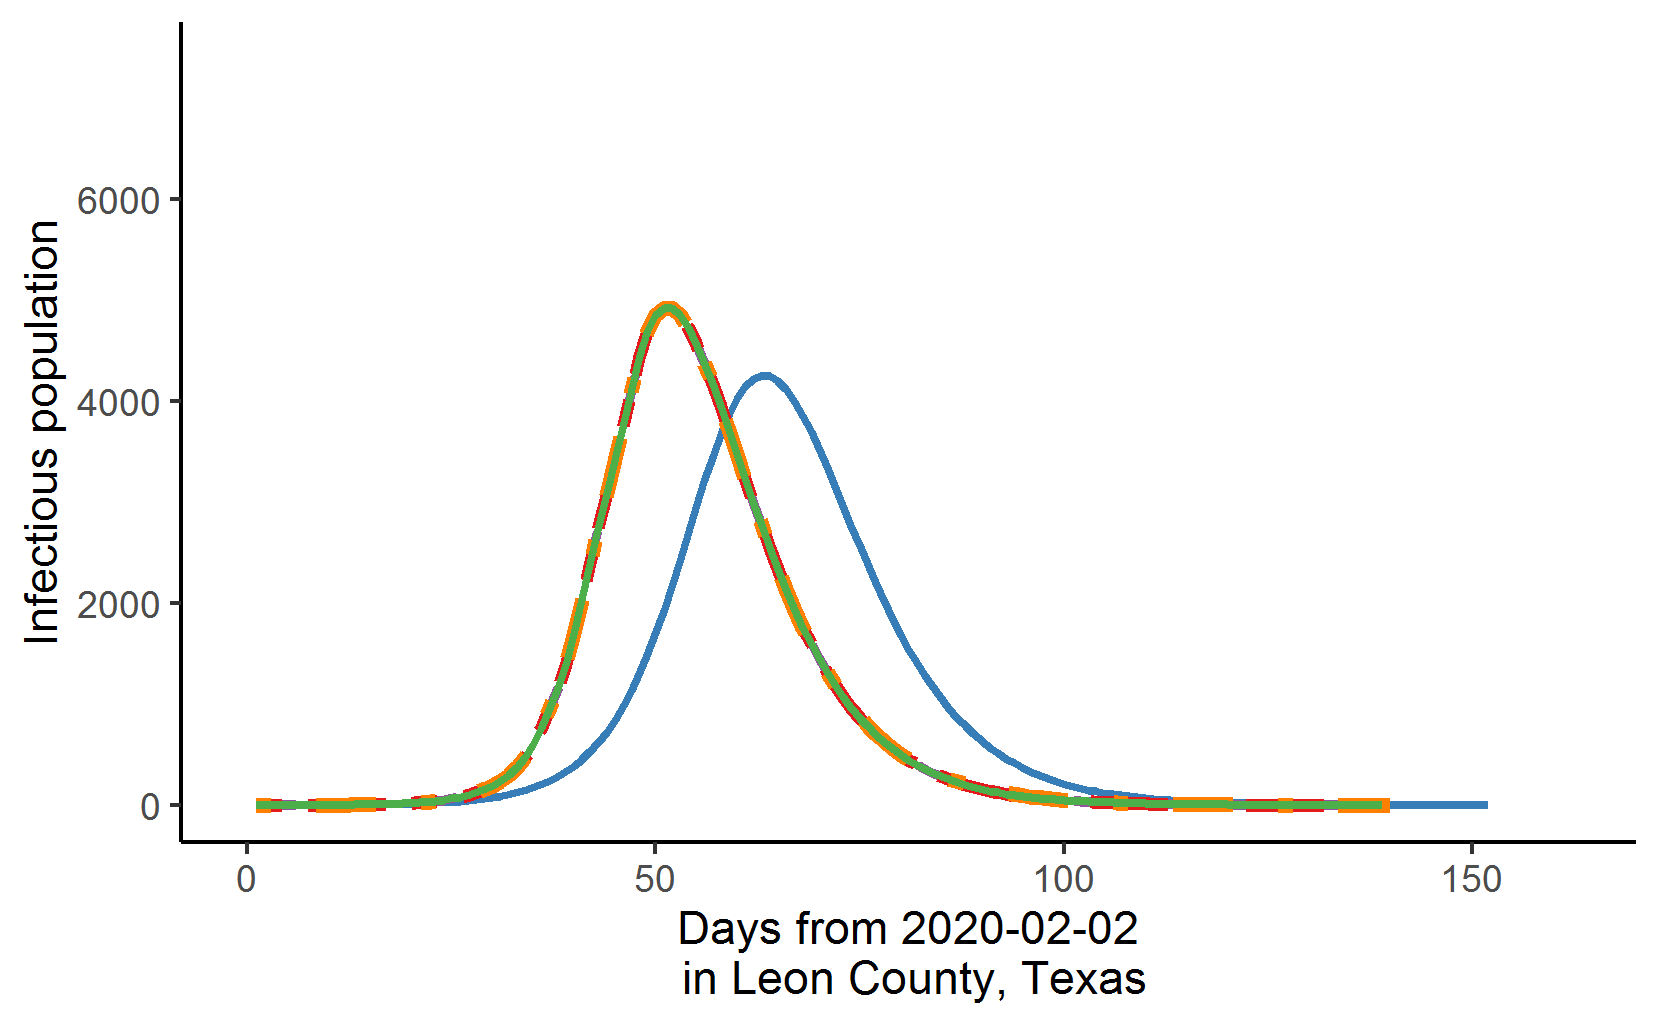 Infectious population
6000
4000
2000
0
0 50 100 150
Days from 2020-02-02
in Leon County, Texas